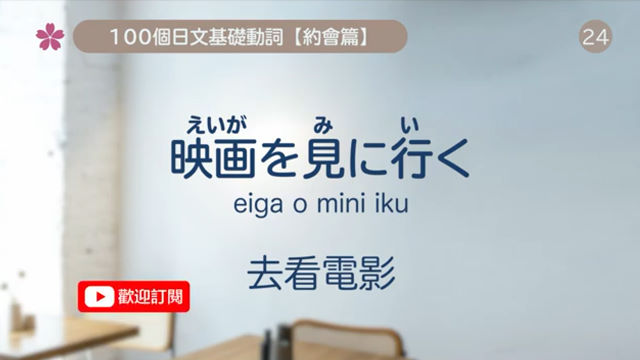 100個日文基礎動詞【約會篇】
24
えいが み い
映画を見に行く
eiga o mini iku
去看電影
歡迎訂閱